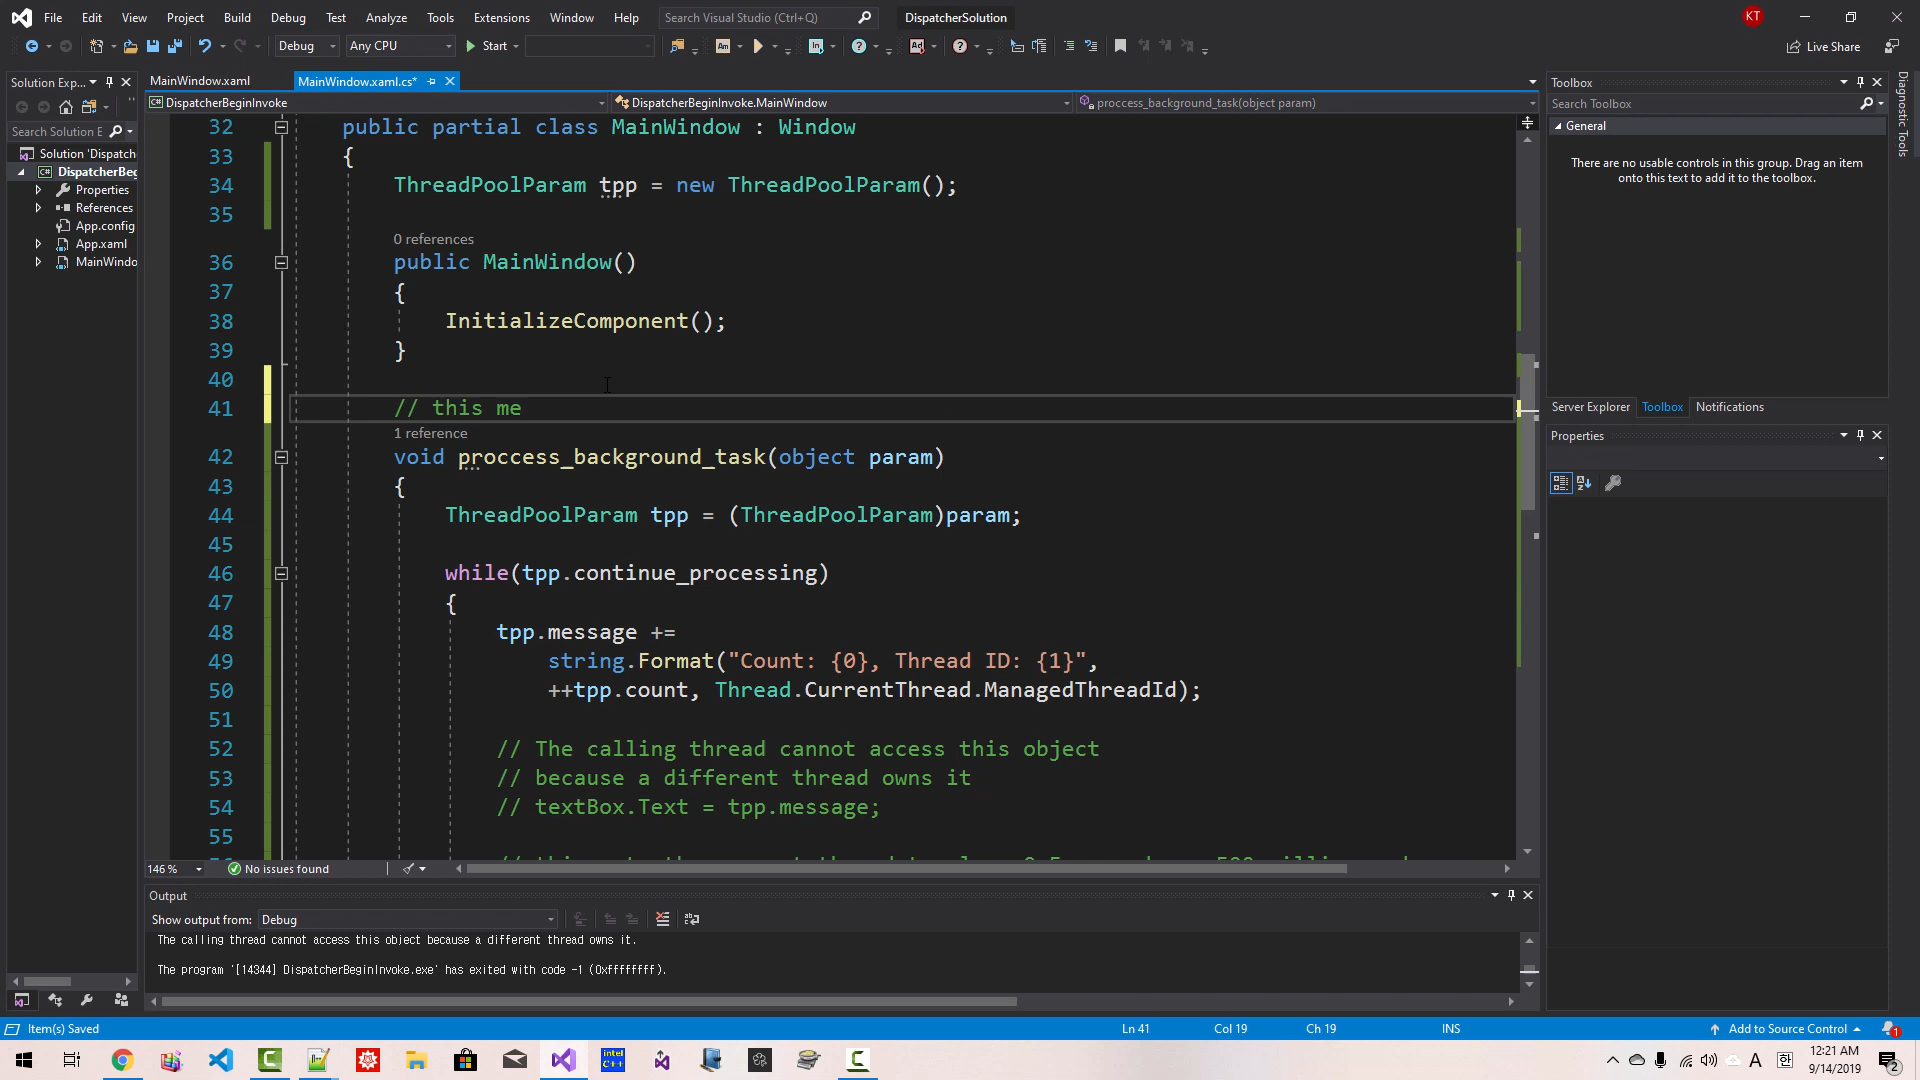 File Edit View Project Build Debug Test Analyze Tools Extensions Window Help Search Visual Studio (Ctrl+Q) DispatcherSolution KT
Debug Any CPU Start Live Share
Solution Exp...
Search Solution E
Solution 'Dispatch
DispatcherBeg
Properties
References
App.config
App.xaml
MainWindo
MainWindow.xaml MainWindow.xaml.cs*
DispatcherBeginInvoke DispatcherBeginInvoke.MainWindow proccess_background_task(object param)
32 public partial class MainWindow : Window
33 {
34 ThreadPoolParam tpp = new ThreadPoolParam();
35
0 references
36 public MainWindow()
37 {
38 InitializeComponent();
39 }
40
41 // this me
1 reference
42 void proccess_background_task(object param)
43 {
44 ThreadPoolParam tpp = (ThreadPoolParam)param;
45
46 while(tpp.continue_processing)
47 {
48 tpp.message +=
49 string.Format("Count: {0}, Thread ID: {1}",
50 ++tpp.count, Thread.CurrentThread.ManagedThreadId);
51
52 // The calling thread cannot access this object
53 // because a different thread owns it
54 // textBox.Text = tpp.message;
55
146 % No issues found
Output
Show output from: Debug
The calling thread cannot access this object because a different thread owns it.
The program '[14344] DispatcherBeginInvoke.exe' has exited with code -1 (0xffffffff).
Toolbox
Search Toolbox
General
There are no usable controls in this group. Drag an item
onto this text to add it to the toolbox.
Server Explorer Toolbox Notifications
Properties
Diagnostic Tools
Item(s) Saved Ln 41 Col 19 Ch 19 INS Add to Source Control 1
intel
C++
A 한 12:21 AM
9/14/2019
2